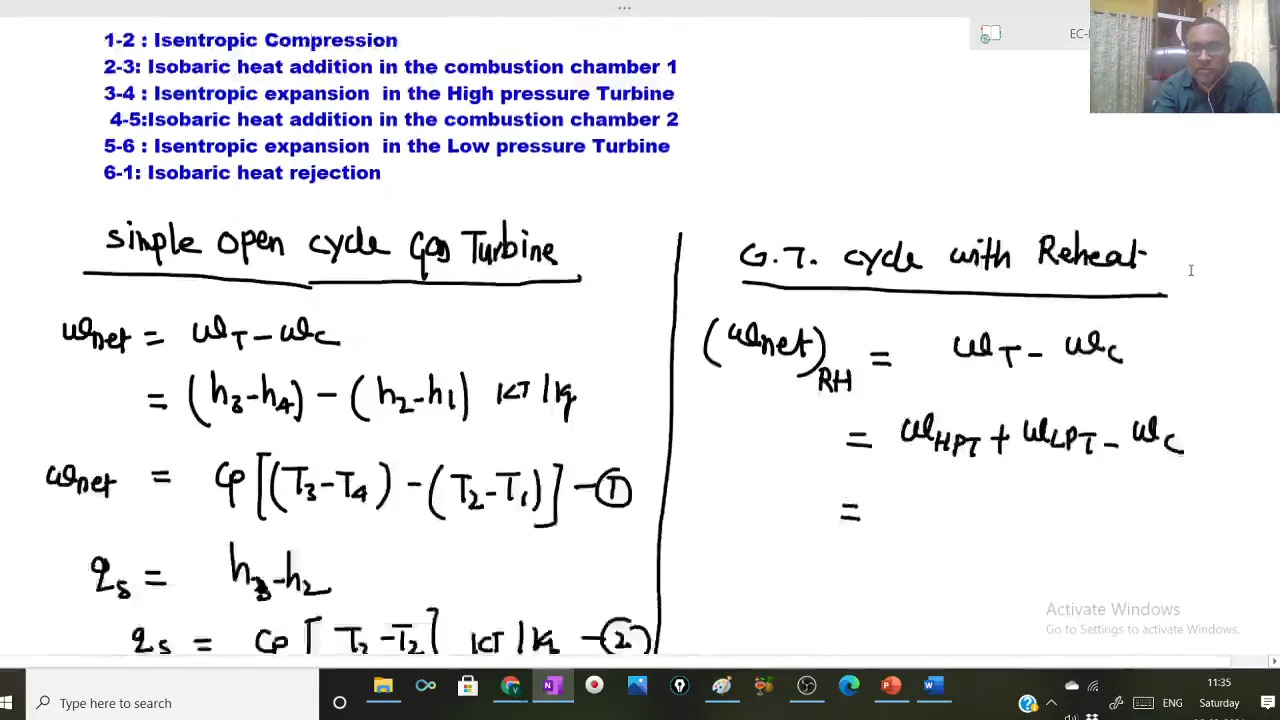 1-2 : Isentropic Compression
2-3: Isobaric heat addition in the combustion chamber 1
3-4 : Isentropic expansion in the High pressure Turbine
4-5:Isobaric heat addition in the combustion chamber 2
5-6 : Isentropic expansion in the Low pressure Turbine
6-1: Isobaric heat rejection
EC-
simple open cycle Gas Turbine
wnet = wT - wC
= (h3-h4) - (h2-h1) KJ/Kg
wnet = Cp[(T3-T4) - (T2-T1)] -①
qs = h3-h2
qs = Cp[T3-T2] KJ/Kg -②
G.T. cycle with Reheat
(wnet)RH = wT - wC
= wHPT + wLPT - wC
=
Activate Windows
Go to Settings to activate Windows.
Type here to search
ENG
11:35
Saturday